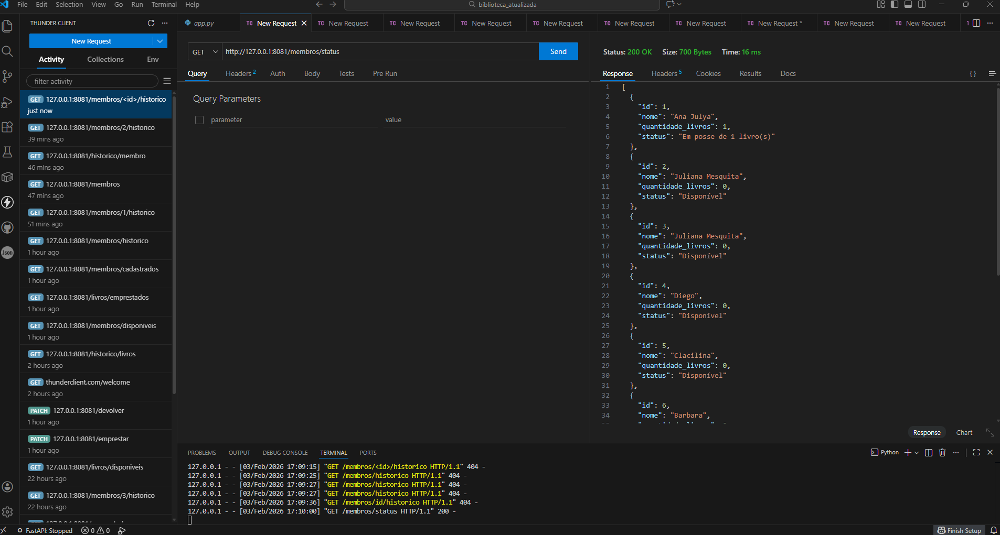 File Edit Selection View Go Run Terminal Help
biblioteca_atualizada
THUNDER CLIENT
New Request
Activity Collections Env
filter activity
GET 127.0.0.1:8081/membros/<id>/historico
just now
GET 127.0.0.1:8081/membros/2/historico
39 mins ago
GET 127.0.0.1:8081/historico/membro
46 mins ago
GET 127.0.0.1:8081/membros
47 mins ago
GET 127.0.0.1:8081/membros/1/historico
51 mins ago
GET 127.0.0.1:8081/membros/historico
1 hour ago
GET 127.0.0.1:8081/membros/cadastrados
1 hour ago
GET 127.0.0.1:8081/livros/emprestados
1 hour ago
GET 127.0.0.1:8081/membros/disponiveis
1 hour ago
GET 127.0.0.1:8081/historico/livros
2 hours ago
GET thunderclient.com/welcome
2 hours ago
PATCH 127.0.0.1:8081/devolver
1 hour ago
PATCH 127.0.0.1:8081/emprestar
1 hour ago
GET 127.0.0.1:8081/livros/disponiveis
22 hours ago
GET 127.0.0.1:8081/membros/3/historico
22 hours ago
Json
app.py TC New Request TC New Request TC New Request TC New Request TC New Request TC New Request TC New Request TC New Request * TC New Request TC New Request 1
GET http://127.0.0.1:8081/membros/status Send
Query Headers 2 Auth Body Tests Pre Run
Query Parameters
parameter value
Status: 200 OK Size: 700 Bytes Time: 16 ms
Response Headers 5 Cookies Results Docs { }
1 [
2 {
3 "id": 1,
4 "nome": "Ana Julya",
5 "quantidade_livros": 1,
6 "status": "Em posse de 1 livro(s)"
7 },
8 {
9 "id": 2,
10 "nome": "Juliana Mesquita",
11 "quantidade_livros": 0,
12 "status": "Disponível"
13 },
14 {
15 "id": 3,
16 "nome": "Juliana Mesquita",
17 "quantidade_livros": 0,
18 "status": "Disponível"
19 },
20 {
21 "id": 4,
22 "nome": "Diego",
23 "quantidade_livros": 0,
24 "status": "Disponível"
25 },
26 {
27 "id": 5,
28 "nome": "Clacilina",
29 "quantidade_livros": 0,
30 "status": "Disponível"
31 },
32 {
33 "id": 6,
34 "nome": "Barbara",
Response Chart
PROBLEMS OUTPUT DEBUG CONSOLE TERMINAL PORTS
Python
127.0.0.1 - - [03/Feb/2026 17:09:15] "GET /membros/<id>/historico HTTP/1.1" 404 -
127.0.0.1 - - [03/Feb/2026 17:09:25] "GET /membros/historico HTTP/1.1" 404 -
127.0.0.1 - - [03/Feb/2026 17:09:27] "GET /membros/historico HTTP/1.1" 404 -
127.0.0.1 - - [03/Feb/2026 17:09:27] "GET /membros/historico HTTP/1.1" 404 -
127.0.0.1 - - [03/Feb/2026 17:09:36] "GET /membros/id/historico HTTP/1.1" 404 -
127.0.0.1 - - [03/Feb/2026 17:10:00] "GET /membros/status HTTP/1.1" 200 -
FastAPI: Stopped 0 0 Finish Setup